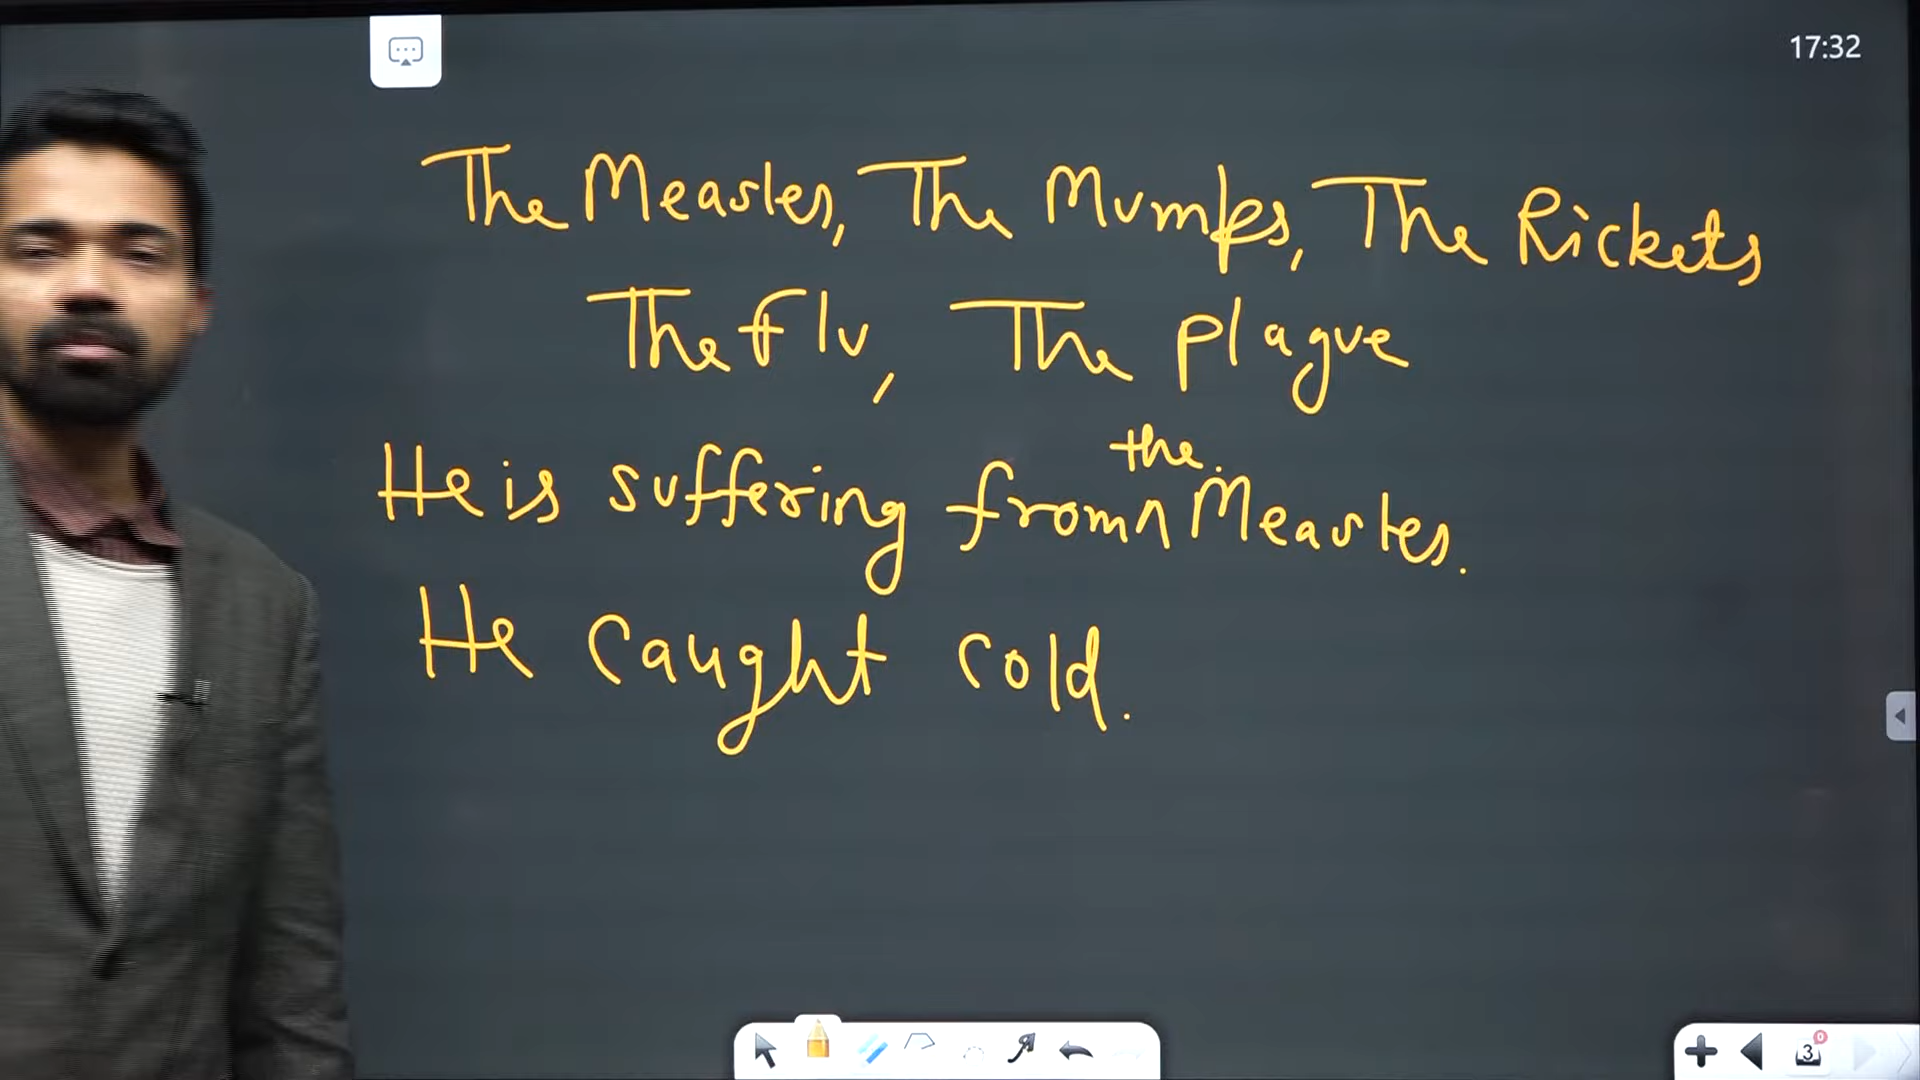 17:32
The Measles, The Mumps, The Rickets
The flu, The plague
the
He is suffering from^ Measles.
He caught cold.
3